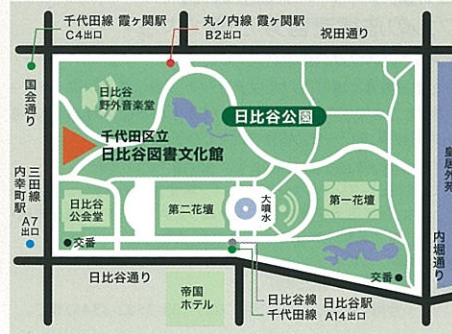 千代田線 霞ヶ関駅
C4出口
丸ノ内線 霞ヶ関駅
B2出口
祝田通り
国会通り
日比谷
野外音楽堂
日比谷公園
千代田区立
日比谷図書文化館
皇居外苑
三田線
内幸町駅
A7出口
日比谷
公会堂
第二花壇
大噴水
第一花壇
内堀通り
交番
交番
日比谷通り
帝国
ホテル
日比谷線
千代田線
日比谷駅
A14出口